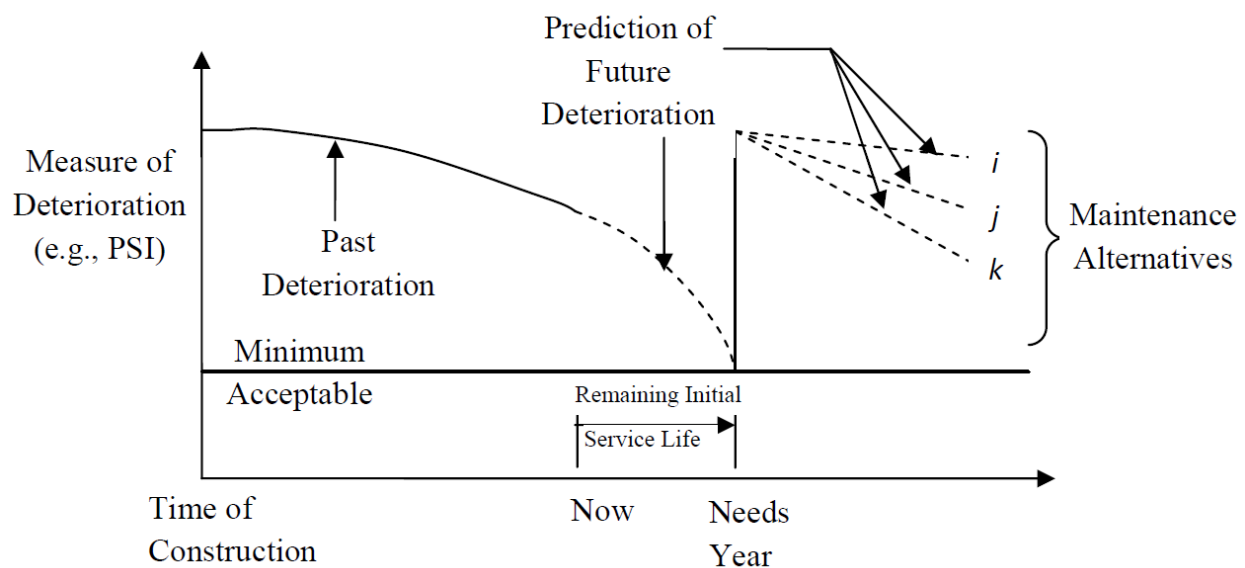 Prediction of
Future
Deterioration
Measure of
Deterioration
(e.g., PSI)
Past
Deterioration
i
j
k
Maintenance
Alternatives
Minimum
Acceptable
Remaining Initial
Service Life
Time of
Construction
Now
Needs
Year